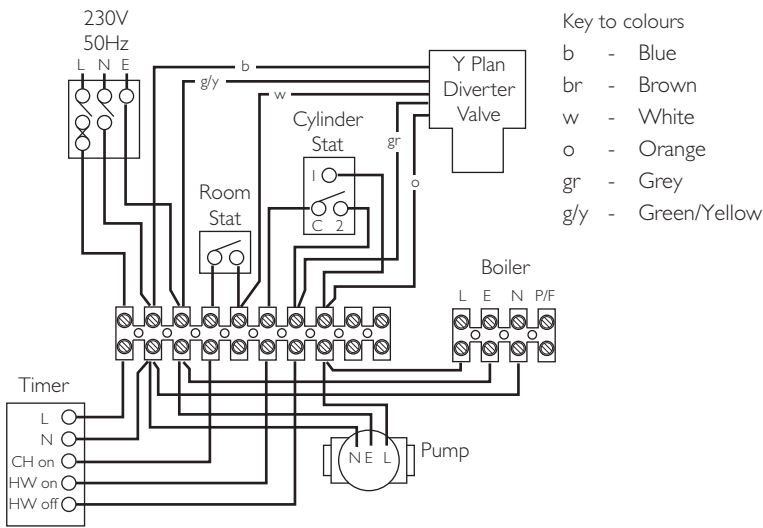 230V
50Hz
L N E
b
g/y
w
Y Plan
Diverter
Valve
gr
o
Cylinder
Stat
1
C 2
Room
Stat
Key to colours
b - Blue
br - Brown
w - White
o - Orange
gr - Grey
g/y - Green/Yellow
Boiler
L E N P/F
Timer
L
N
CH on
HW on
HW off
N E L
Pump